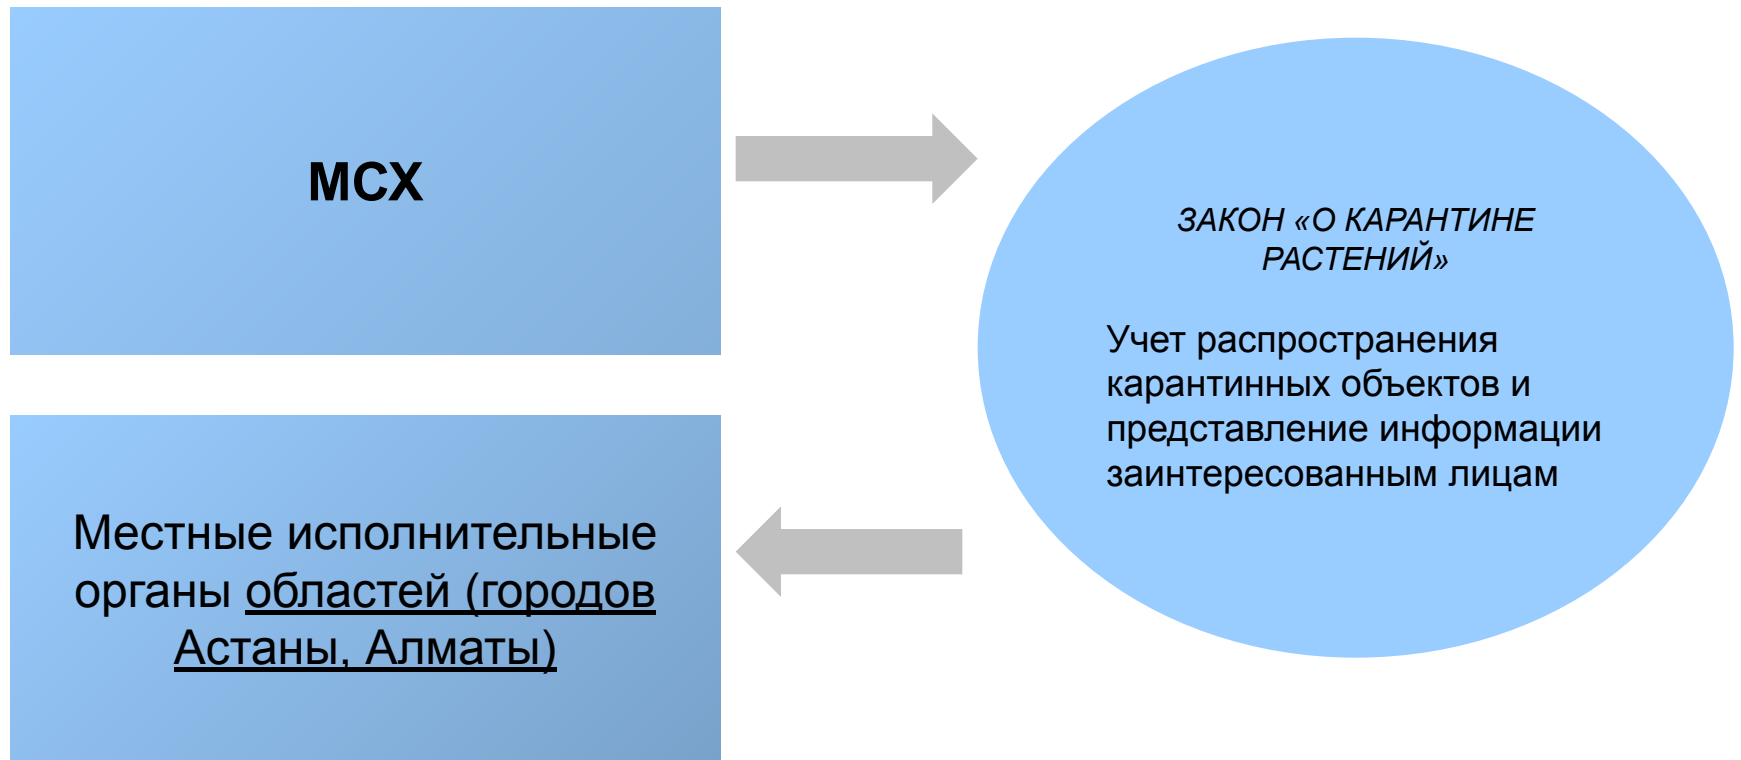 МСХ
ЗАКОН «О КАРАНТИНЕ
РАСТЕНИЙ»
Учет распространения
карантинных объектов и
представление информации
заинтересованным лицам
Местные исполнительные
органы областей (городов
Астаны, Алматы)